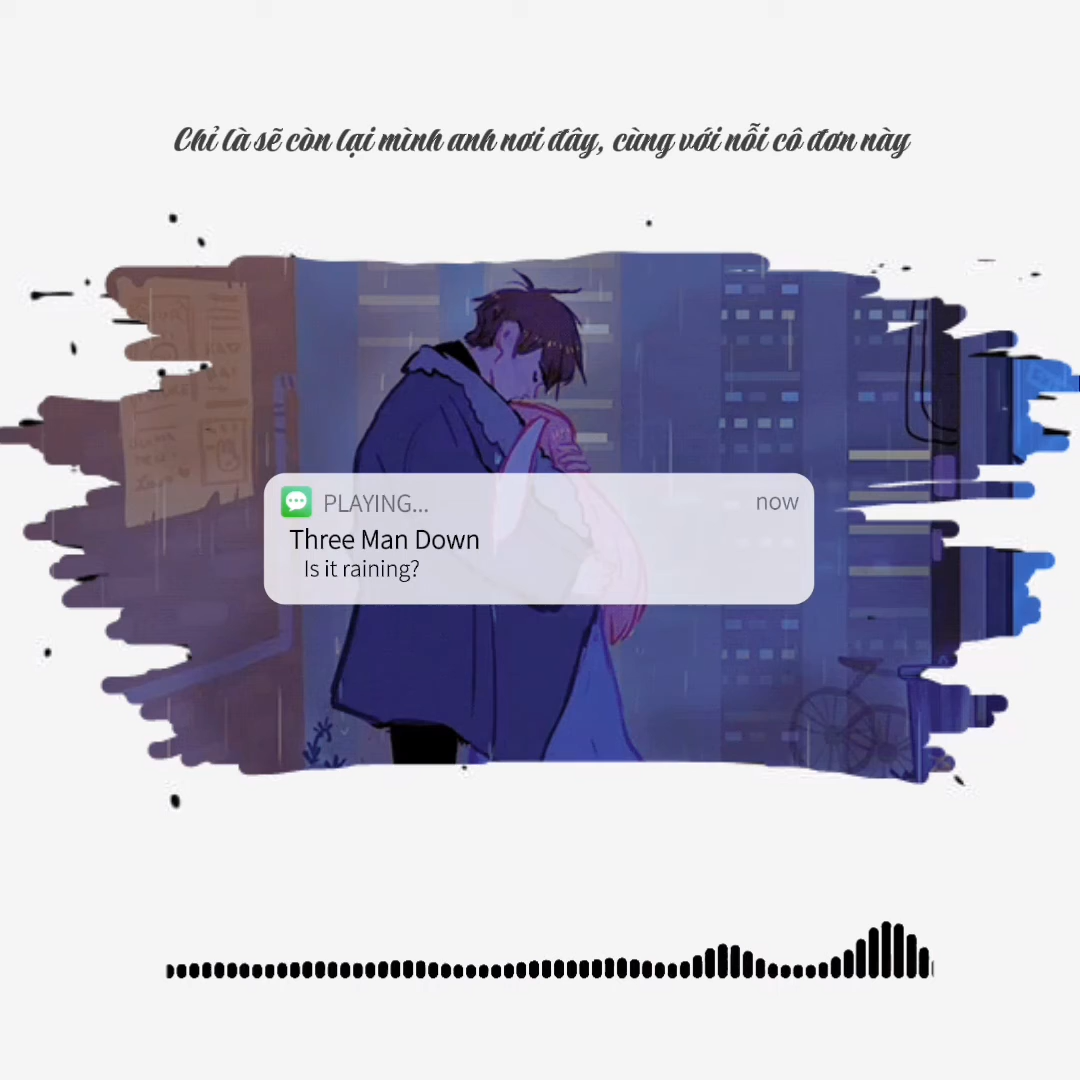 Chỉ là sẽ còn lại mình anh nơi đây, cùng với nỗi cô đơn này
PLAYING... now
Three Man Down
Is it raining?